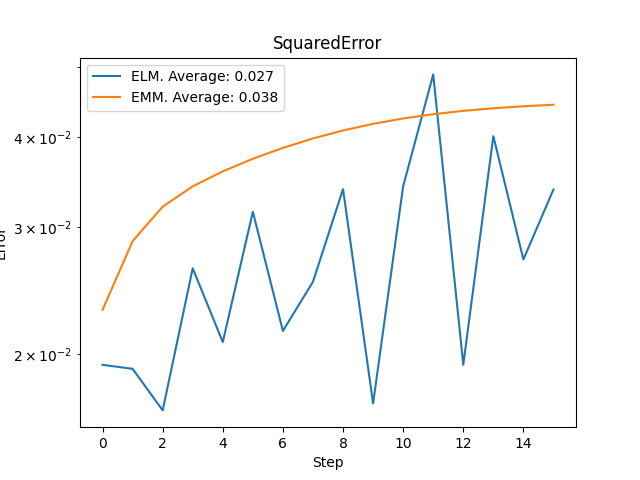 SquaredError
ELM. Average: 0.027
EMM. Average: 0.038
4 × 10⁻²
3 × 10⁻²
2 × 10⁻²
Error
0 2 4 6 8 10 12 14
Step